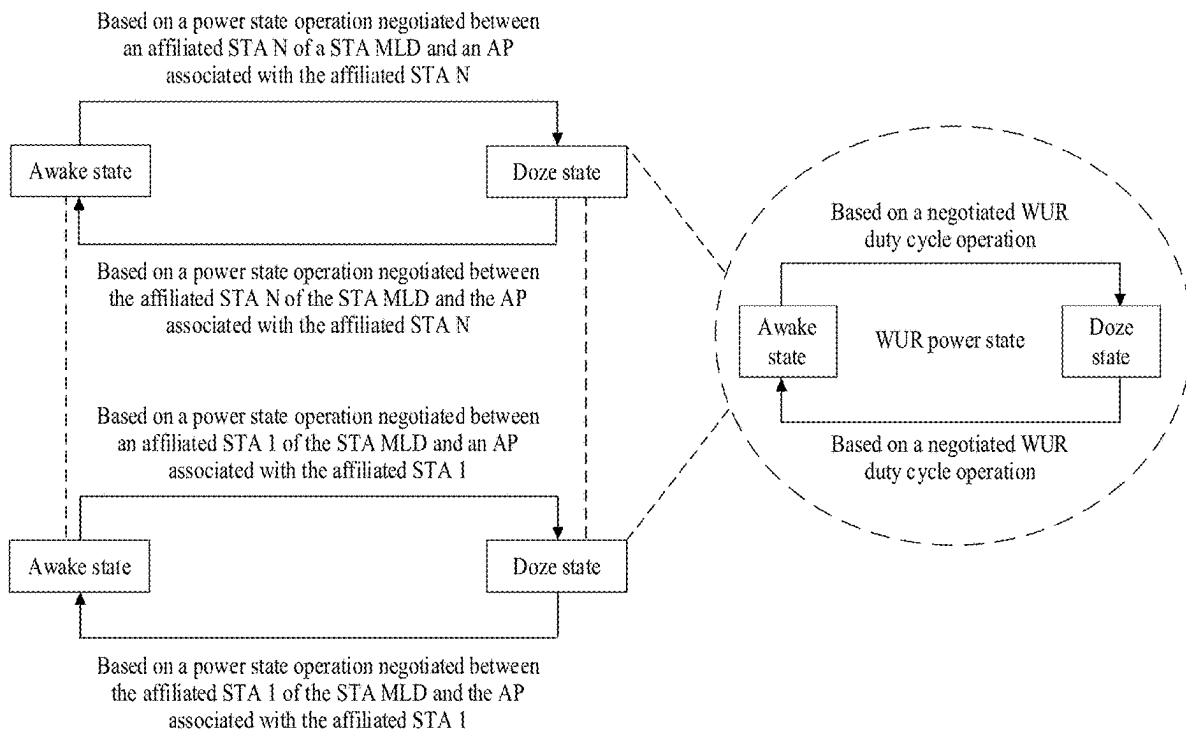 Based on a power state operation negotiated between
an affiliated STA N of a STA MLD and an AP
associated with the affiliated STA N
Awake state
Doze state
Based on a power state operation negotiated between
the affiliated STA N of the STA MLD and the AP
associated with the affiliated STA N
Based on a power state operation negotiated between
an affiliated STA 1 of the STA MLD and an AP
associated with the affiliated STA 1
Awake state
Doze state
Based on a power state operation negotiated between
the affiliated STA 1 of the STA MLD and the AP
associated with the affiliated STA 1
Based on a negotiated WUR
duty cycle operation
Awake
state
WUR power state
Doze
state
Based on a negotiated WUR
duty cycle operation